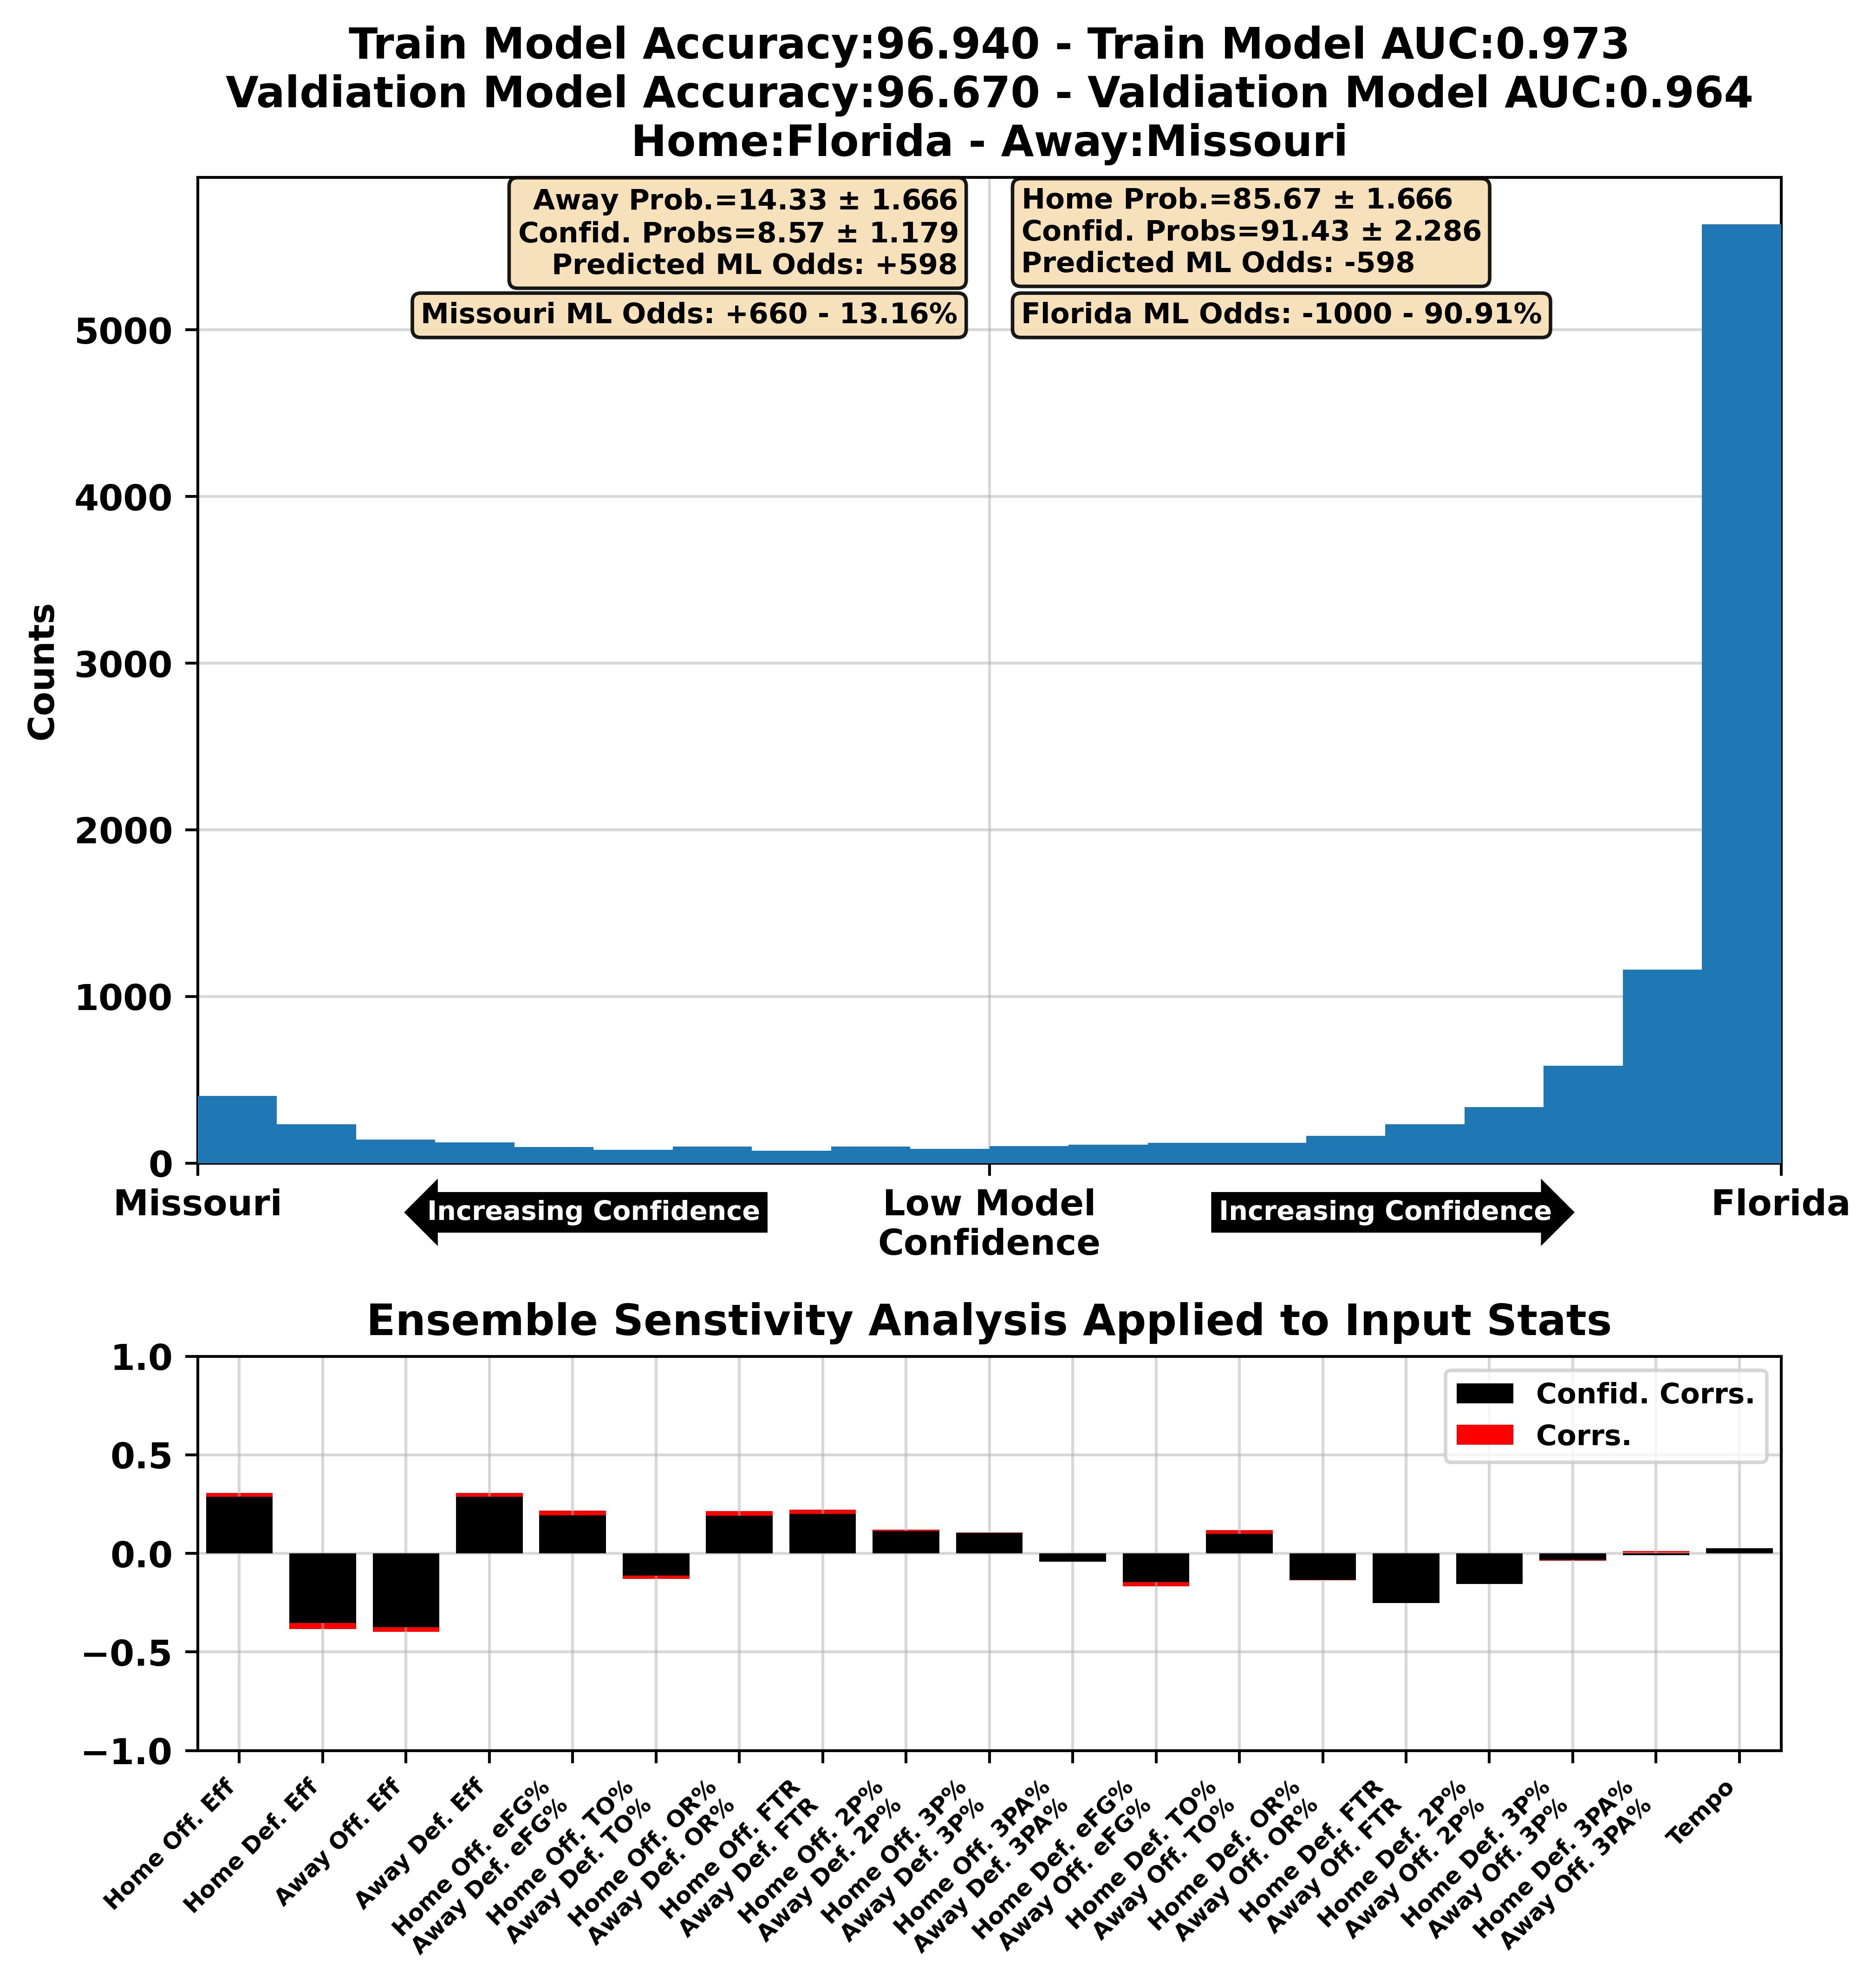 Train Model Accuracy:96.940 - Train Model AUC:0.973
Valdiation Model Accuracy:96.670 - Valdiation Model AUC:0.964
Home:Florida - Away:Missouri
Away Prob.=14.33 ± 1.666
Confid. Probs=8.57 ± 1.179
Predicted ML Odds: +598
Missouri ML Odds: +660 - 13.16%
Home Prob.=85.67 ± 1.666
Confid. Probs=91.43 ± 2.286
Predicted ML Odds: -598
Florida ML Odds: -1000 - 90.91%
Counts
5000
4000
3000
2000
1000
0
Missouri
Increasing Confidence
Low Model
Confidence
Increasing Confidence
Florida
Ensemble Senstivity Analysis Applied to Input Stats
1.0
0.5
0.0
−0.5
−1.0
Confid. Corrs.
Corrs.
Home Off. Eff
Home Def. Eff
Away Off. Eff
Away Def. Eff
Home Off. eFG%
Away Def. eFG%
Home Off. TO%
Away Def. TO%
Home Off. OR%
Away Def. OR%
Home Off. FTR
Away Def. FTR
Home Off. 2P%
Away Def. 2P%
Home Off. 3P%
Away Def. 3P%
Home Off. 3PA%
Away Def. 3PA%
Home Def. eFG%
Away Off. eFG%
Home Def. TO%
Away Off. TO%
Home Def. OR%
Away Off. OR%
Home Def. FTR
Away Off. FTR
Home Def. 2P%
Away Off. 2P%
Home Def. 3P%
Away Off. 3P%
Home Def. 3PA%
Away Off. 3PA%
Tempo